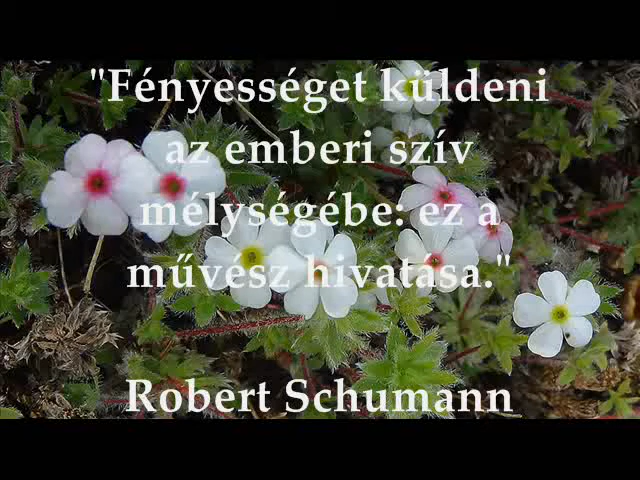 "Fényességet küldeni
az emberi szív
mélységébe: ez a
művész hivatása."
Robert Schumann